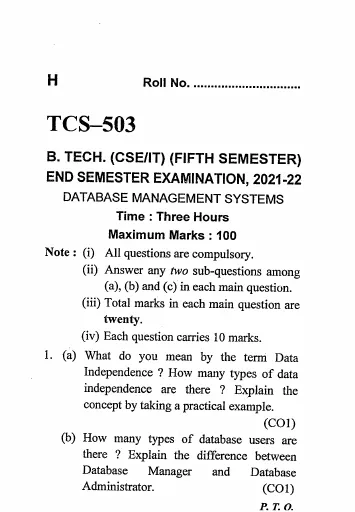 H Roll No. ...............................
TCS–503
B. TECH. (CSE/IT) (FIFTH SEMESTER)
END SEMESTER EXAMINATION, 2021-22
DATABASE MANAGEMENT SYSTEMS
Time : Three Hours
Maximum Marks : 100
Note : (i) All questions are compulsory.
(ii) Answer any two sub-questions among
(a), (b) and (c) in each main question.
(iii) Total marks in each main question are
twenty.
(iv) Each question carries 10 marks.
1. (a) What do you mean by the term Data
Independence ? How many types of data
independence are there ? Explain the
concept by taking a practical example.
(CO1)
(b) How many types of database users are
there ? Explain the difference between
Database Manager and Database
Administrator. (CO1)
P. T. O.